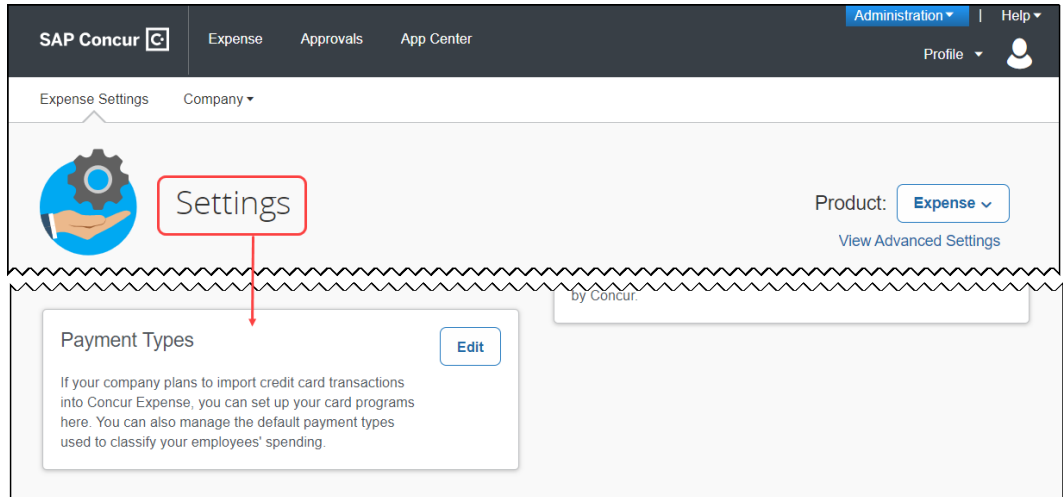 Administration | Help
SAP Concur C Expense Approvals App Center
Profile
Expense Settings Company
Settings
Product: Expense
View Advanced Settings
by Concur.
Payment Types
Edit
If your company plans to import credit card transactions
into Concur Expense, you can set up your card programs
here. You can also manage the default payment types
used to classify your employees' spending.